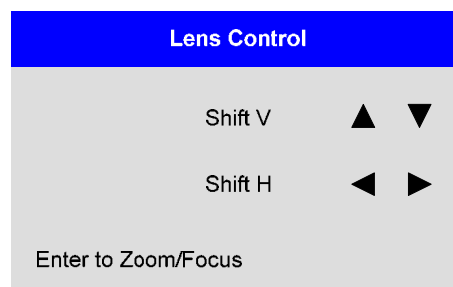 Lens Control
Shift V ▲ ▼
Shift H ◀ ▶
Enter to Zoom/Focus